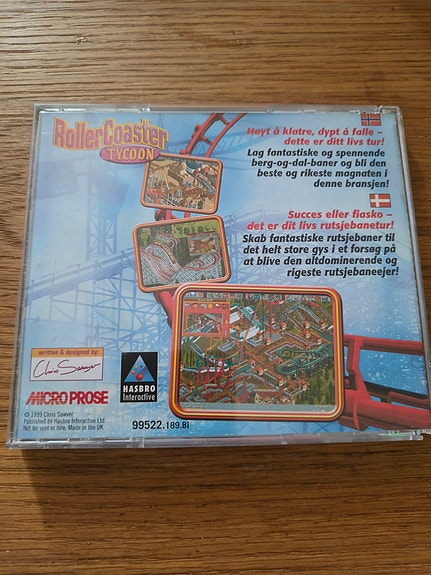 RollerCoaster
TYCOON
Høyt å klatre, dypt å falle –
dette er ditt livs tur!
Lag fantastiske og spennende
berg-og-dal-baner og bli den
beste og rikeste magnaten i
denne bransjen!
Succes eller fiasko –
det er dit livs rutsjebanetur!
Skab fantastiske rutsjebaner til
det helt store gys i et forsøg på
at blive den altdominerende og
rigeste rutsjebaneejer!
written & designed by:
Chris Sawyer
MICROPROSE
HASBRO
Interactive
© 1999 Chris Sawyer
Published by Hasbro Interactive Ltd.
Not for rent or hire. Made in the UK
99522.189.BI